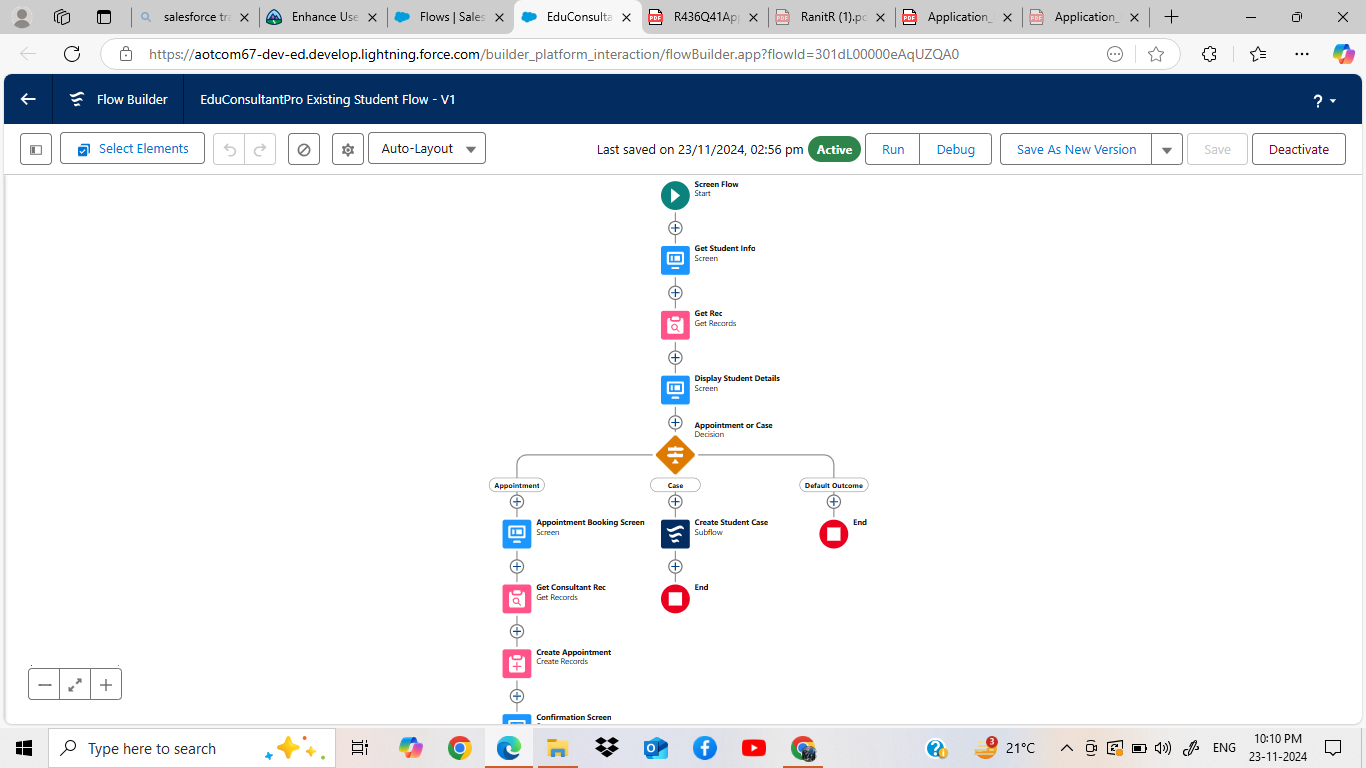 salesforce tra
Enhance Use
Flows | Sales
EduConsulta
R436Q41Ap
RanitR (1).pd
Application_
Application_
https://aotcom67-dev-ed.develop.lightning.force.com/builder_platform_interaction/flowBuilder.app?flowId=301dL00000eAqUZQA0
Flow Builder
EduConsultantPro Existing Student Flow - V1
?
Select Elements
Auto-Layout
Last saved on 23/11/2024, 02:56 pm
Active
Run
Debug
Save As New Version
Save
Deactivate
Screen Flow
Start
Get Student Info
Screen
Get Rec
Get Records
Display Student Details
Screen
Appointment or Case
Decision
Appointment
Case
Default Outcome
Appointment Booking Screen
Screen
Create Student Case
Subflow
End
Get Consultant Rec
Get Records
End
Create Appointment
Create Records
Confirmation Screen
Type here to search
3
21°C
ENG
10:10 PM
23-11-2024